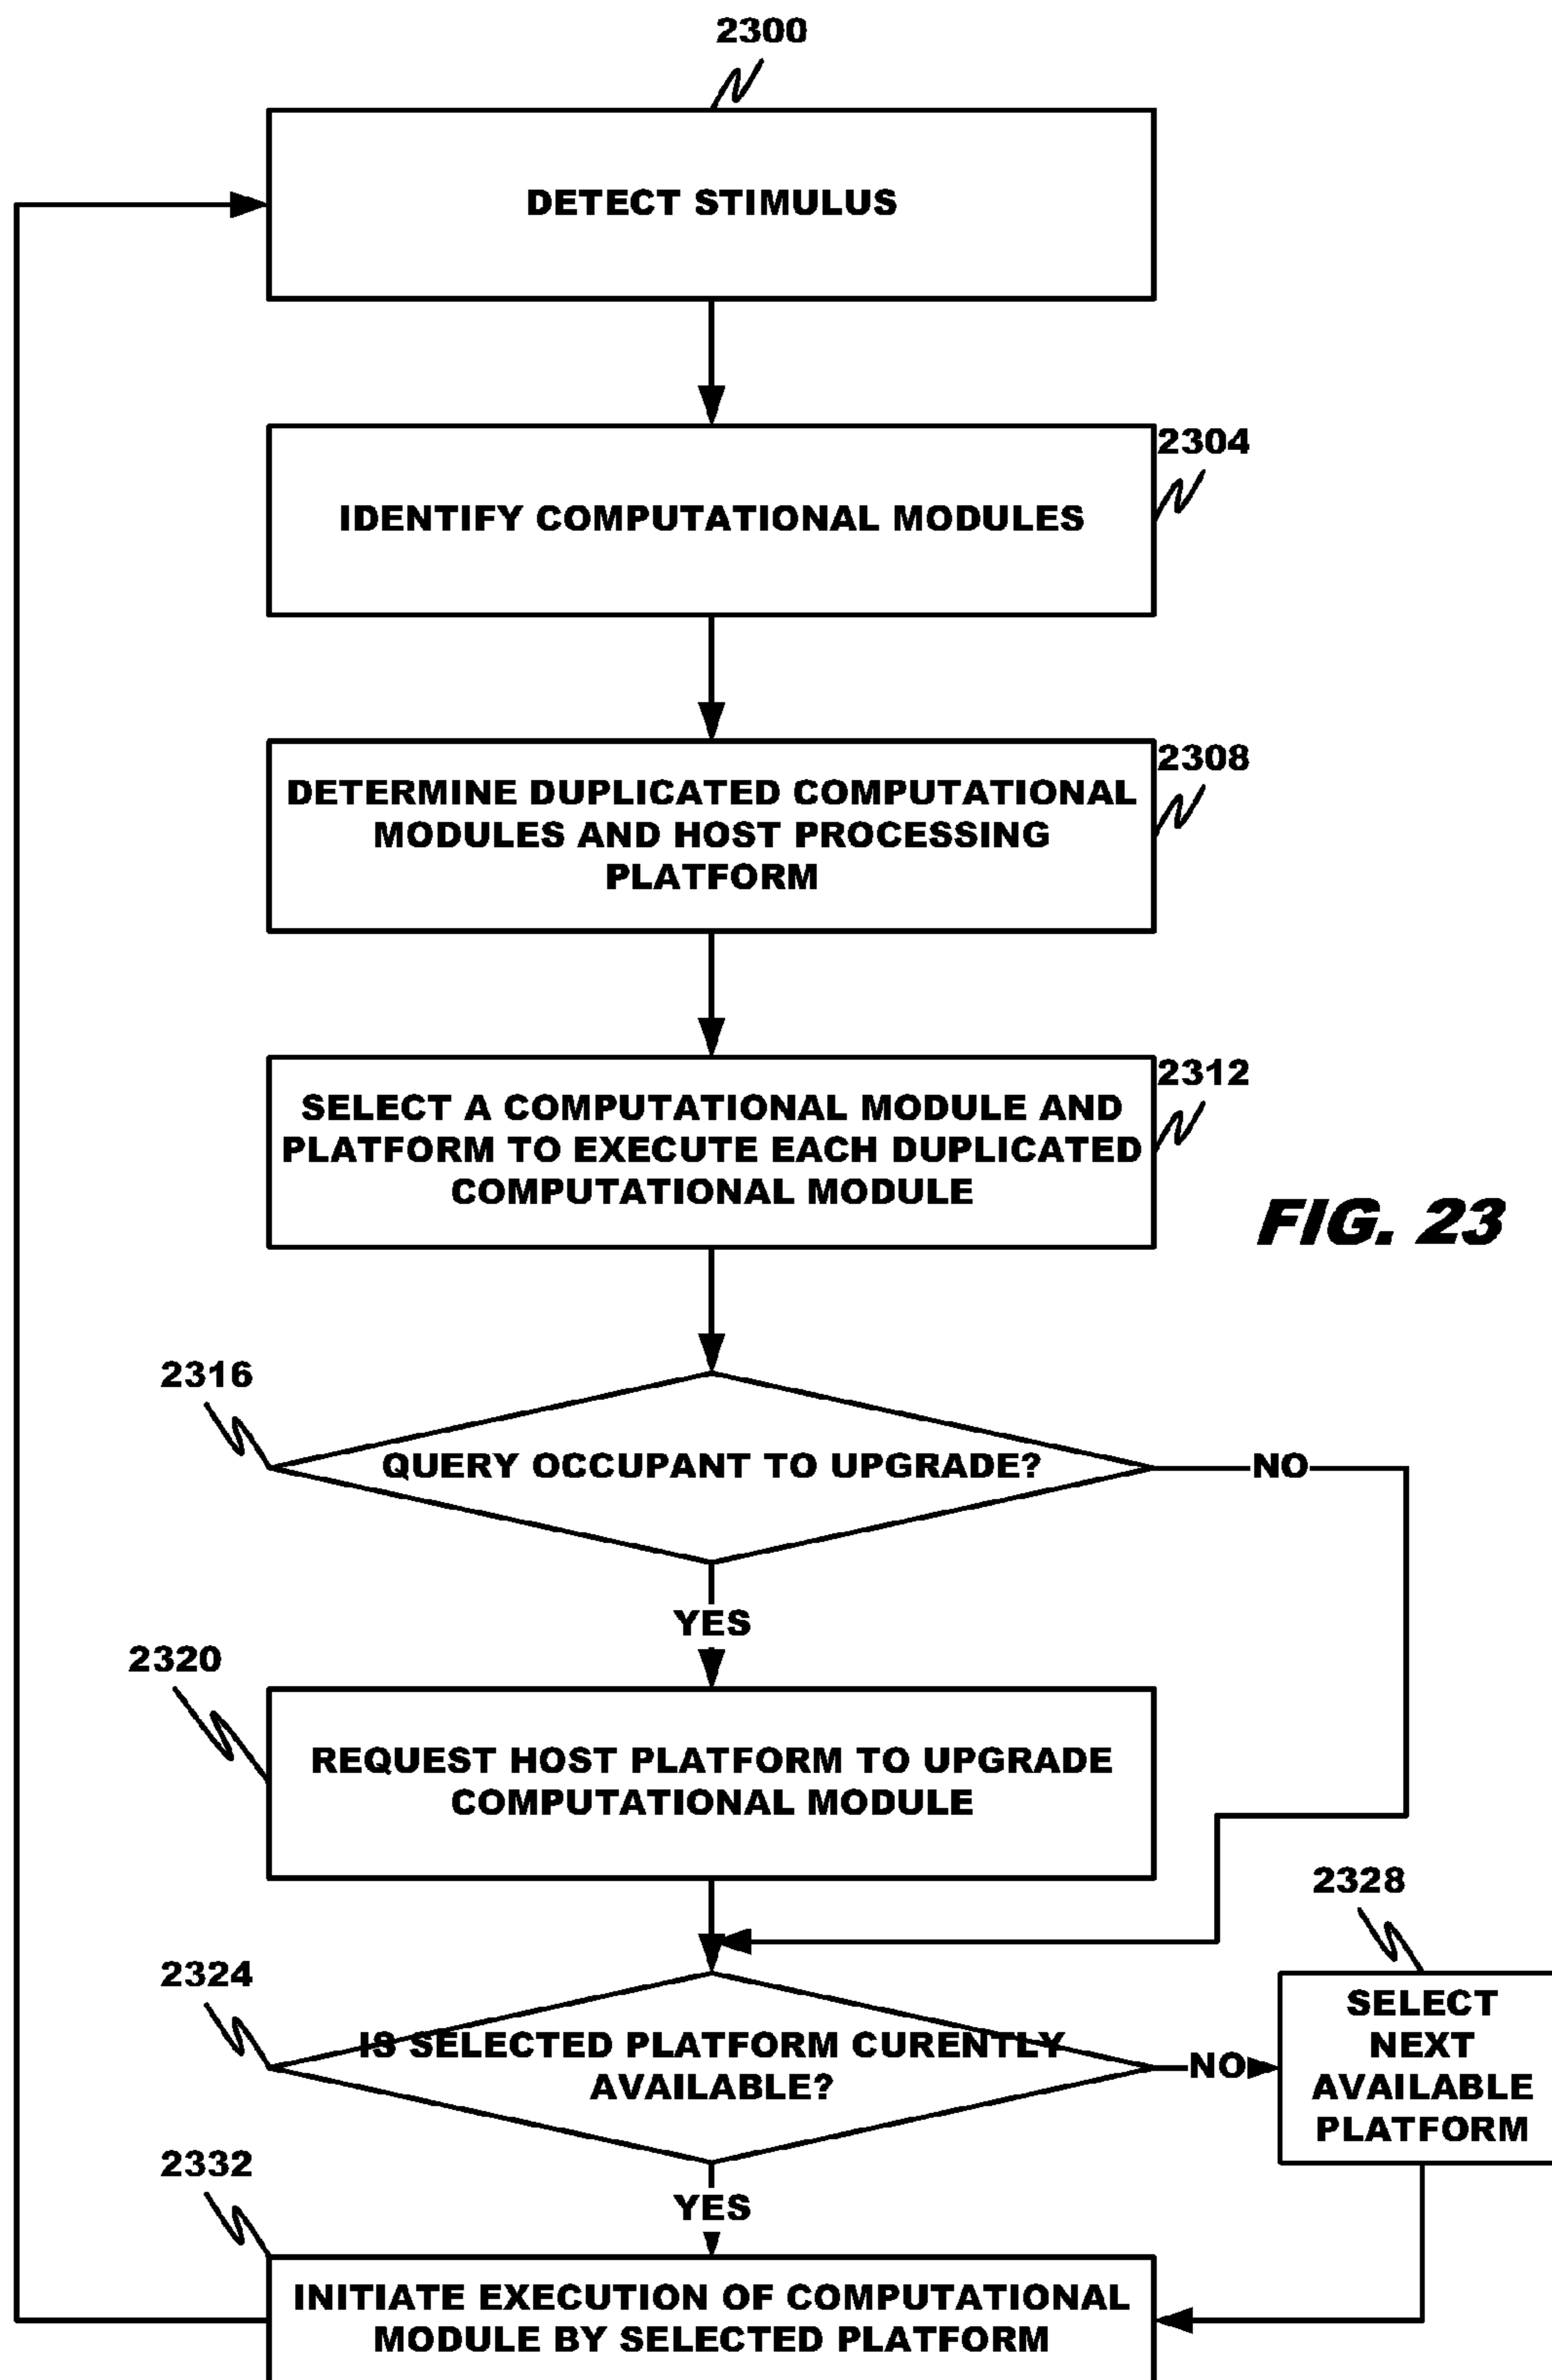 2300
DETECT STIMULUS
2304
IDENTIFY COMPUTATIONAL MODULES
2308
DETERMINE DUPLICATED COMPUTATIONAL
MODULES AND HOST PROCESSING
PLATFORM
2312
SELECT A COMPUTATIONAL MODULE AND
PLATFORM TO EXECUTE EACH DUPLICATED
COMPUTATIONAL MODULE
FIG. 23
2316
QUERY OCCUPANT TO UPGRADE?
NO
YES
2320
REQUEST HOST PLATFORM TO UPGRADE
COMPUTATIONAL MODULE
2328
2324
IS SELECTED PLATFORM CURENTLY
AVAILABLE?
NO
SELECT
NEXT
AVAILABLE
PLATFORM
YES
2332
INITIATE EXECUTION OF COMPUTATIONAL
MODULE BY SELECTED PLATFORM